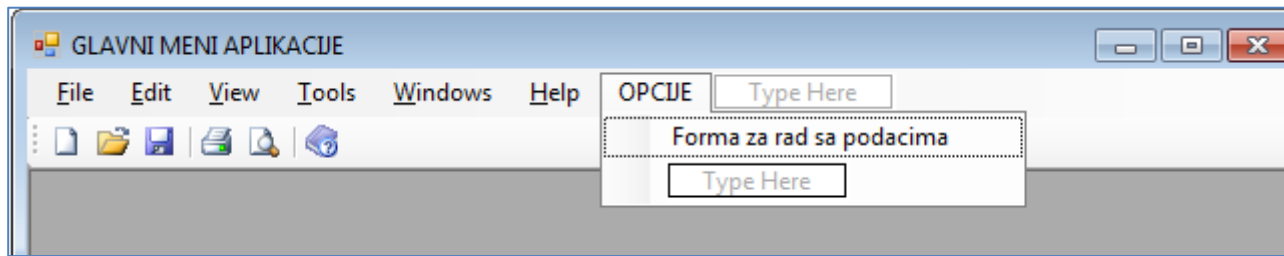 GLAVNI MENI APLIKACIJE
File Edit View Tools Windows Help OPCIJE Type Here
Forma za rad sa podacima
Type Here